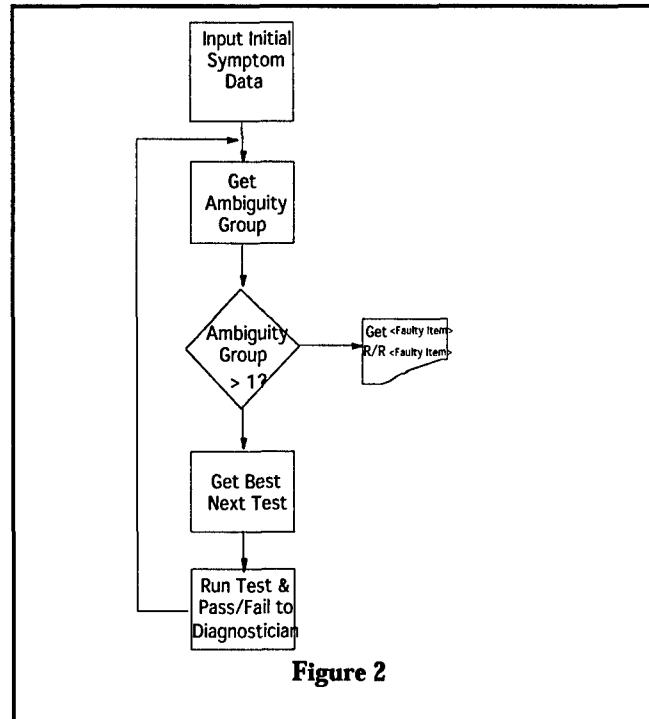 Input Initial
Symptom
Data
Get
Ambiguity
Group
Ambiguity
Group
> 1?
Get <Faulty Item>
R/R <Faulty Item>
Get Best
Next Test
Run Test &
Pass/Fail to
Diagnostician
Figure 2